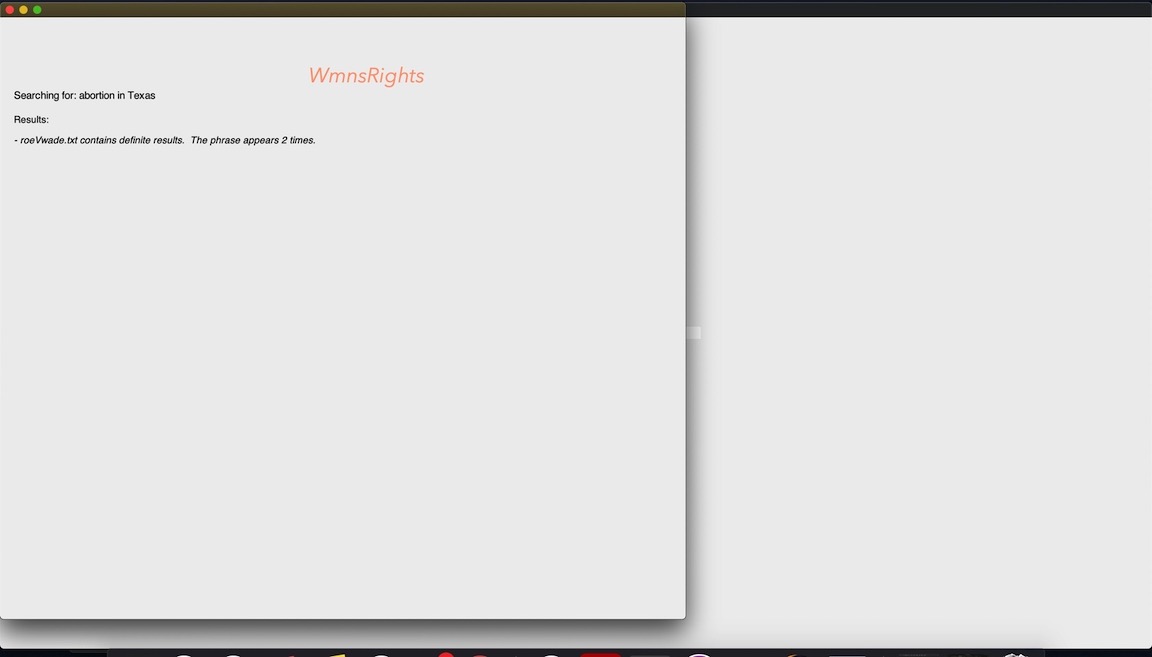 WmnsRights
Searching for: abortion in Texas
Results:
- roeVwade.txt contains definite results.  The phrase appears 2 times.